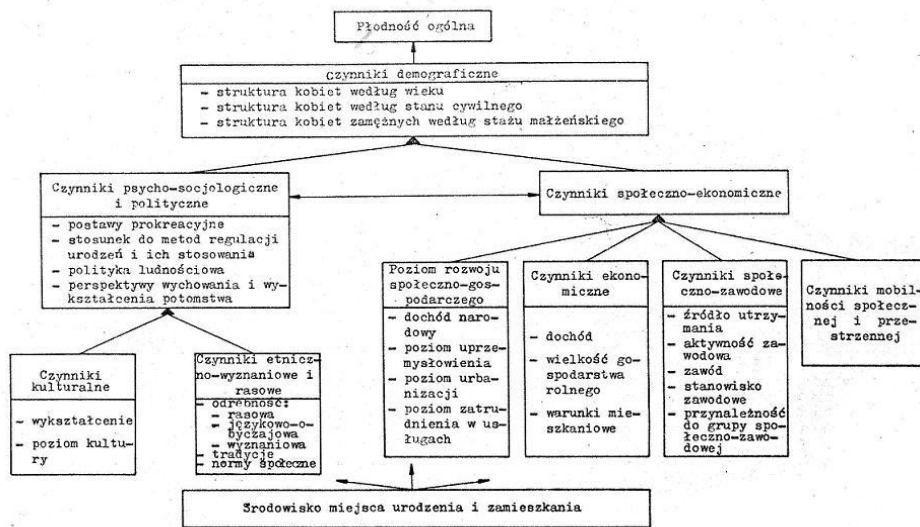 Płodność ogólna
Czynniki demograficzne
- struktura kobiet według wieku
- struktura kobiet według stanu cywilnego
- struktura kobiet zamężnych według stażu małżeńskiego
Czynniki psycho-socjologiczne
i polityczne
- postawy prokreacyjne
- stosunek do metod regulacji
urodzeń i ich stosowania
- polityka ludnościowa
- perspektywy wychowania i wy-
kształcenia potomstwa
Czynniki społeczno-ekonomiczne
Poziom rozwoju
społeczno-gos-
podarczego
- dochód naro-
dowy
- poziom uprze-
mysłowienia
- poziom urba-
nizacji
- poziom zatru-
dnienia w us-
ługach
Czynniki ekono-
miczne
- dochód
- wielkość go-
spodarstwa
rolnego
- warunki mie-
szkaniowe
Czynniki społe-
czno-zawodowe
- źródło utrzy-
mania
- aktywność za-
wodowa
- zawód
- stanowisko
zawodowe
- przynależność
do grupy spo-
łeczno-zawo-
dowej
Czynniki mobil-
ności społecz-
nej i prze-
strzennej
Czynniki
kulturalne
- wykształcenie
- poziom kultu-
ry
Czynniki etnicz-
no-wyznaniowe i
rasowe
- odrębność:
- rasowa
- językowo-o-
byczajowa
- wyznaniowa
- tradycje
- normy społeczne
Środowisko miejsca urodzenia i zamieszkania